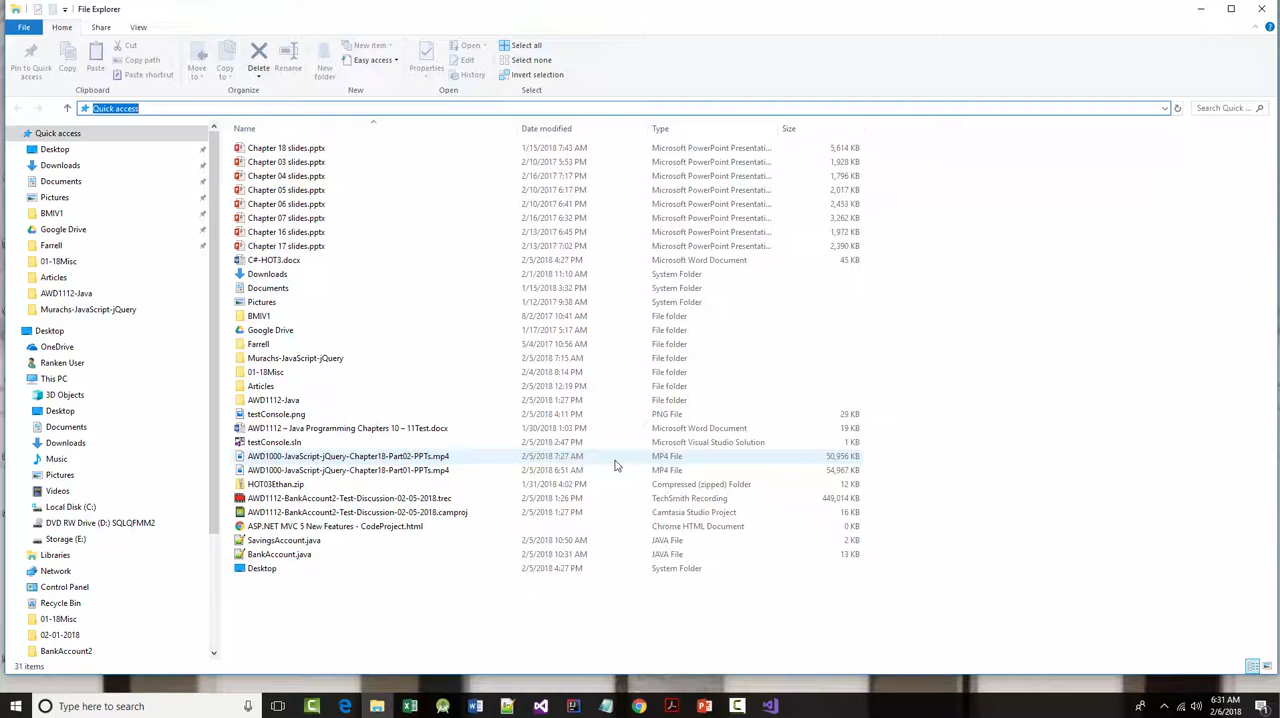 File Explorer
File Home Share View
Pin to Quick access
Copy
Paste
Cut
Copy path
Paste shortcut
Clipboard
Move to
Copy to
Delete
Rename
Organize
New folder
New item
Easy access
New
Properties
Open
Edit
History
Open
Select all
Select none
Invert selection
Select
Quick access
Search Quick ...
Quick access
Desktop
Downloads
Documents
Pictures
BMIV1
Google Drive
Farrell
01-18Misc
Articles
AWD1112-Java
Murachs-JavaScript-jQuery
Desktop
OneDrive
Ranken User
This PC
3D Objects
Desktop
Documents
Downloads
Music
Pictures
Videos
Local Disk (C:)
DVD RW Drive (D:) SQLQFMM2
Storage (E:)
Libraries
Network
Control Panel
Recycle Bin
01-18Misc
02-01-2018
BankAccount2
Name Date modified Type Size
Chapter 18 slides.pptx 1/15/2018 7:43 AM Microsoft PowerPoint Presentati... 5,614 KB
Chapter 03 slides.pptx 2/10/2017 5:53 PM Microsoft PowerPoint Presentati... 1,928 KB
Chapter 04 slides.pptx 2/16/2017 7:17 PM Microsoft PowerPoint Presentati... 1,796 KB
Chapter 05 slides.pptx 2/10/2017 6:17 PM Microsoft PowerPoint Presentati... 2,017 KB
Chapter 06 slides.pptx 2/10/2017 6:41 PM Microsoft PowerPoint Presentati... 2,453 KB
Chapter 07 slides.pptx 2/16/2017 6:32 PM Microsoft PowerPoint Presentati... 3,262 KB
Chapter 16 slides.pptx 2/13/2017 6:45 PM Microsoft PowerPoint Presentati... 1,972 KB
Chapter 17 slides.pptx 2/13/2017 7:02 PM Microsoft PowerPoint Presentati... 2,390 KB
C#-HOT3.docx 2/5/2018 4:27 PM Microsoft Word Document 45 KB
Downloads 2/1/2018 11:10 AM System Folder
Documents 1/15/2018 3:32 PM System Folder
Pictures 1/12/2017 9:38 AM System Folder
BMIV1 8/2/2017 10:41 AM File folder
Google Drive 1/17/2017 5:17 AM File folder
Farrell 5/4/2017 10:56 AM File folder
Murachs-JavaScript-jQuery 2/5/2018 7:15 AM File folder
01-18Misc 2/4/2018 8:14 PM File folder
Articles 2/5/2018 12:19 PM File folder
AWD1112-Java 2/5/2018 1:27 PM File folder
testConsole.png 2/5/2018 4:11 PM PNG File 29 KB
AWD1112 – Java Programming Chapters 10 – 11Test.docx 1/30/2018 1:03 PM Microsoft Word Document 19 KB
testConsole.sln 2/5/2018 2:47 PM Microsoft Visual Studio Solution 1 KB
AWD1000-JavaScript-jQuery-Chapter18-Part02-PPTs.mp4 2/5/2018 7:27 AM MP4 File 50,956 KB
AWD1000-JavaScript-jQuery-Chapter18-Part01-PPTs.mp4 2/5/2018 6:51 AM MP4 File 54,967 KB
HOT03Ethan.zip 1/31/2018 4:02 PM Compressed (zipped) Folder 12 KB
AWD1112-BankAccount2-Test-Discussion-02-05-2018.trec 2/5/2018 1:26 PM TechSmith Recording 449,014 KB
AWD1112-BankAccount2-Test-Discussion-02-05-2018.camproj 2/5/2018 1:27 PM Camtasia Studio Project 16 KB
ASP.NET MVC 5 New Features - CodeProject.html Chrome HTML Document 0 KB
SavingsAccount.java 2/5/2018 10:50 AM JAVA File 2 KB
BankAccount.java 2/5/2018 10:31 AM JAVA File 13 KB
Desktop 2/5/2018 4:27 PM System Folder
31 items
Type here to search
6:31 AM
2/6/2018